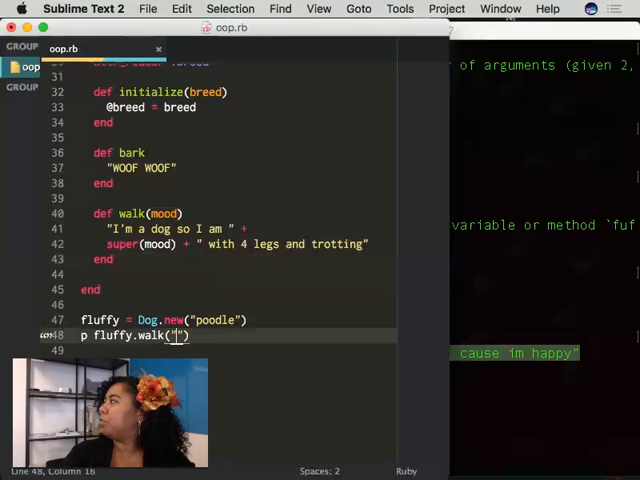 Sublime Text 2 File Edit Selection Find View Goto Tools Project Window Help
oop.rb
GROUP
oop.rb
oop
GROUP
31
32 def initialize(breed)
33 @breed = breed
34 end
35
36 def bark
37 "WOOF WOOF"
38 end
39
40 def walk(mood)
41 "I'm a dog so I am " +
42 super(mood) + " with 4 legs and trotting"
43 end
44
45 end
46
47 fluffy = Dog.new("poodle")
48 p fluffy.walk("")
49
r of arguments (given 2,
variable or method `fuf
cause im happy"
Line 48, Column 16 Spaces: 2 Ruby